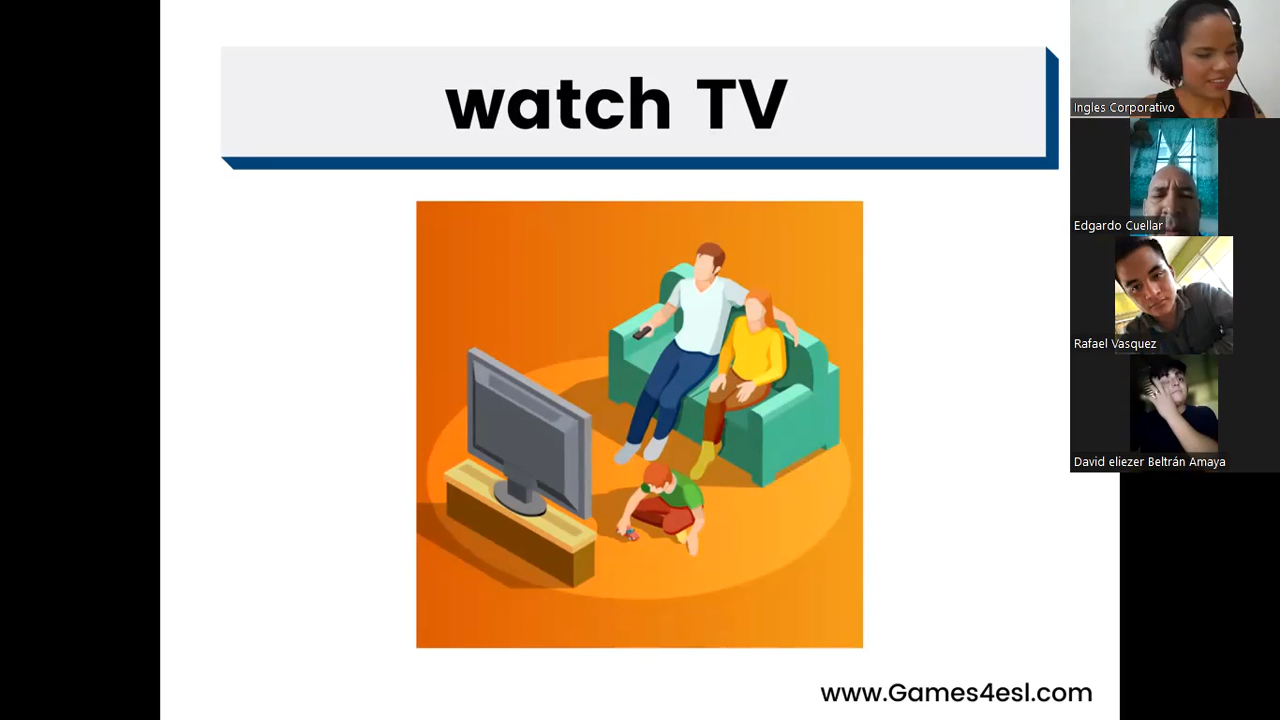 watch TV
Ingles Corporativo
Edgardo Cuellar
Rafael Vasquez
David eliezer Beltrán Amaya
www.Games4esl.com